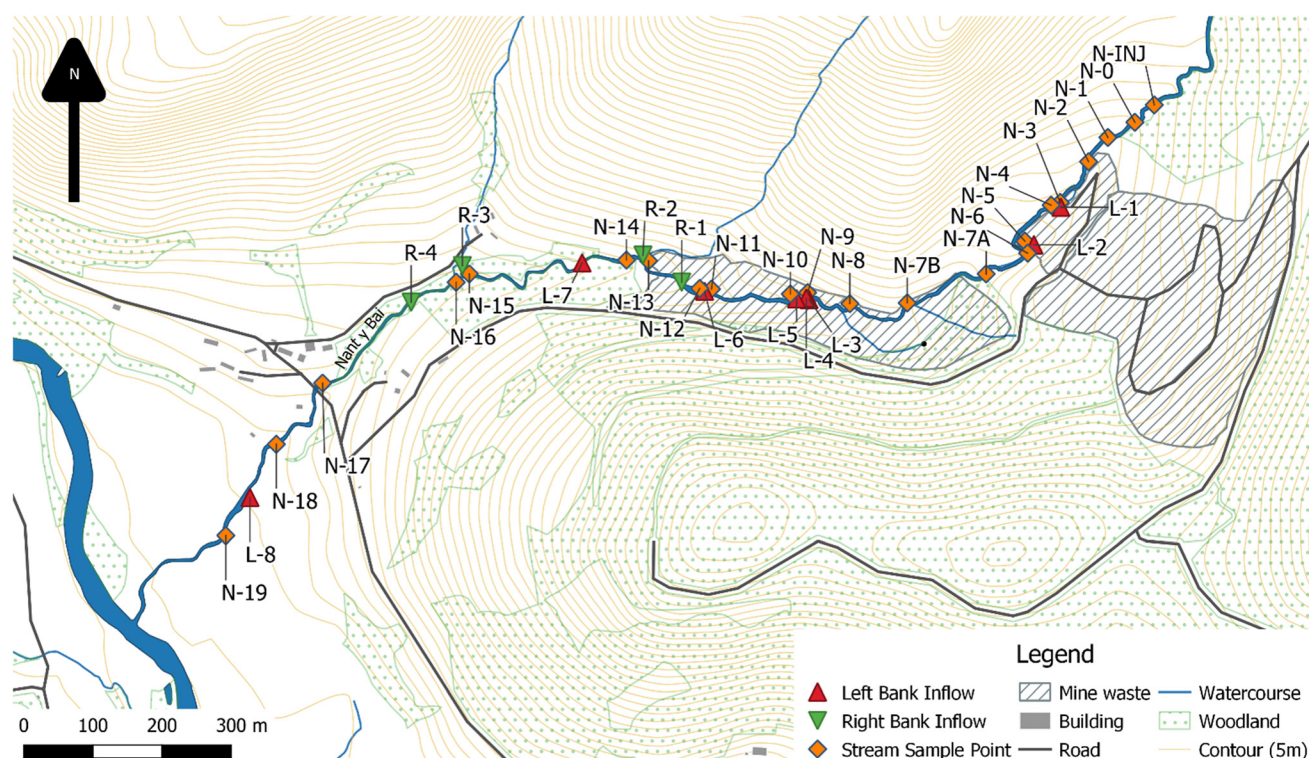 N
N-INJ
N-0
N-1
N-2
N-3
N-4
N-5
N-6
N-7A
L-1
L-2
R-3
R-4
N-14
R-2
R-1
N-11
N-10
N-9
N-8
N-7B
N-15
N-16
L-7
N-13
N-12
L-6
L-5
L-4
L-3
Nant y Bai
N-17
N-18
L-8
N-19
0 100 200 300 m
Legend
Left Bank Inflow
Right Bank Inflow
Stream Sample Point
Mine waste
Building
Road
Watercourse
Woodland
Contour (5m)